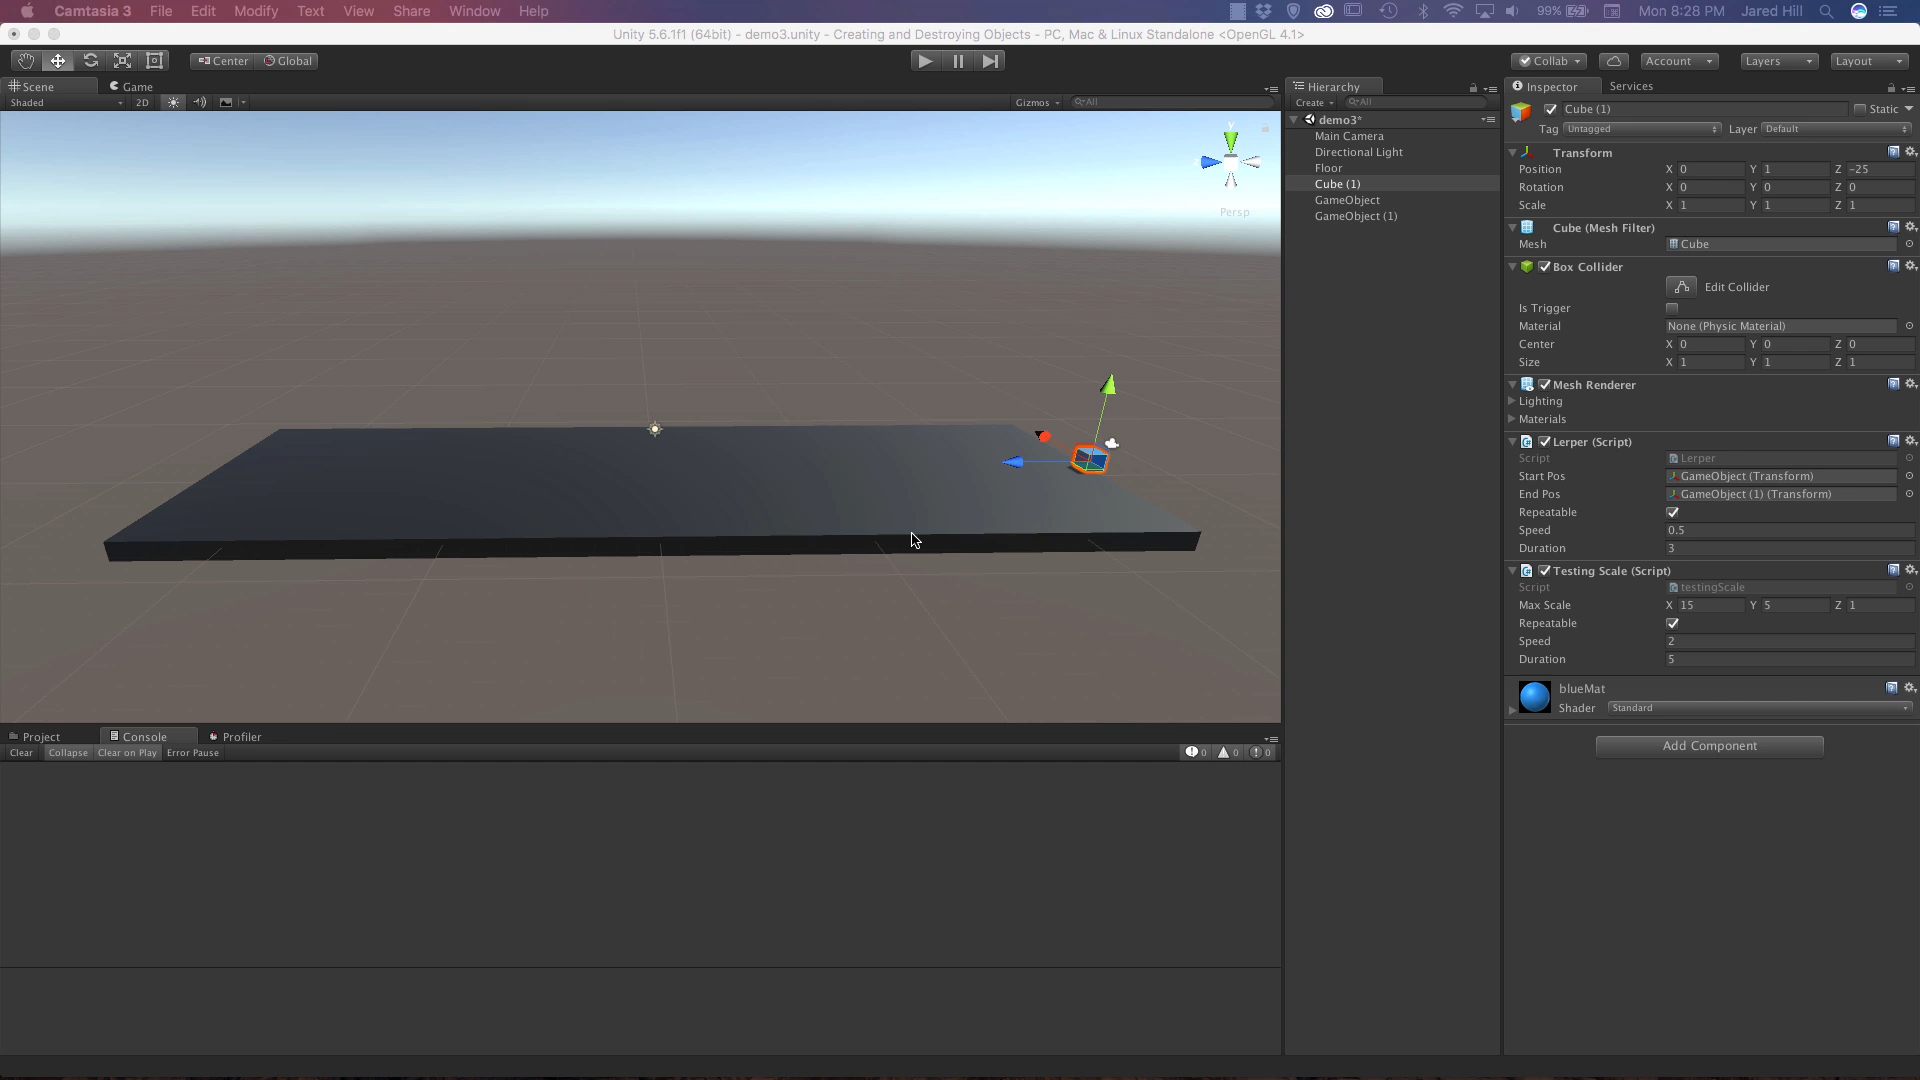 Camtasia 3 File Edit Modify Text View Share Window Help 99% Mon 8:28 PM Jared Hill
Unity 5.6.1f1 (64bit) - demo3.unity - Creating and Destroying Objects - PC, Mac & Linux Standalone <OpenGL 4.1>
Center Global Collab Account Layers Layout
Scene Game
Shaded 2D Gizmos All
y
Persp
Hierarchy
Create All
demo3*
Main Camera
Directional Light
Floor
Cube (1)
GameObject
GameObject (1)
Inspector Services
Cube (1) Static
Tag Untagged Layer Default
Transform
Position X 0 Y 1 Z -25
Rotation X 0 Y 0 Z 0
Scale X 1 Y 1 Z 1
Cube (Mesh Filter)
Mesh Cube
Box Collider
Edit Collider
Is Trigger
Material None (Physic Material)
Center X 0 Y 0 Z 0
Size X 1 Y 1 Z 1
Mesh Renderer
Lighting
Materials
Lerper (Script)
Script Lerper
Start Pos GameObject (Transform)
End Pos GameObject (1) (Transform)
Repeatable
Speed 0.5
Duration 3
Testing Scale (Script)
Script testingScale
Max Scale X 15 Y 5 Z 1
Repeatable
Speed 2
Duration 5
blueMat
Shader Standard
Add Component
Project Console Profiler
Clear Collapse Clear on Play Error Pause 0 0 0